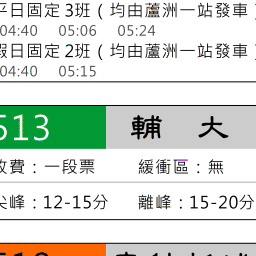 平日固定3班（均由蘆洲一站發車）
04:40 05:06 05:24
假日固定2班（均由蘆洲一站發車）
04:40 05:15
513 輔大
收費：一段票 緩衝區：無
尖峰：12-15分 離峰：15-20分